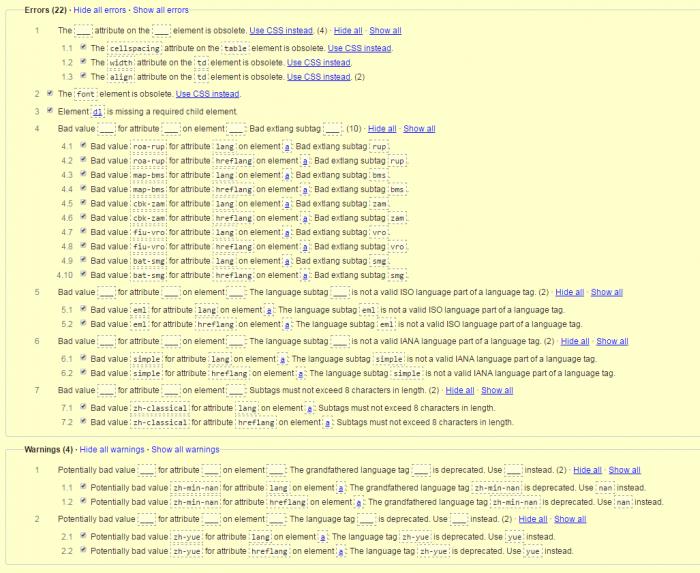 Errors (22) · Hide all errors · Show all errors
1 The ___ attribute on the ___ element is obsolete. Use CSS instead. (4) · Hide all · Show all
1.1 The cellspacing attribute on the table element is obsolete. Use CSS instead.
1.2 The width attribute on the td element is obsolete. Use CSS instead.
1.3 The align attribute on the td element is obsolete. Use CSS instead. (2)
2 The font element is obsolete. Use CSS instead.
3 Element dl is missing a required child element.
4 Bad value ___ for attribute ___ on element ___: Bad extlang subtag ___. (10) · Hide all · Show all
4.1 Bad value roa-rup for attribute lang on element a: Bad extlang subtag rup.
4.2 Bad value roa-rup for attribute hreflang on element a: Bad extlang subtag rup.
4.3 Bad value map-bms for attribute lang on element a: Bad extlang subtag bms.
4.4 Bad value map-bms for attribute hreflang on element a: Bad extlang subtag bms.
4.5 Bad value cbk-zam for attribute lang on element a: Bad extlang subtag zam.
4.6 Bad value cbk-zam for attribute hreflang on element a: Bad extlang subtag zam.
4.7 Bad value fiu-vro for attribute lang on element a: Bad extlang subtag vro.
4.8 Bad value fiu-vro for attribute hreflang on element a: Bad extlang subtag vro.
4.9 Bad value bat-smg for attribute lang on element a: Bad extlang subtag smg.
4.10 Bad value bat-smg for attribute hreflang on element a: Bad extlang subtag smg.
5 Bad value ___ for attribute ___ on element ___: The language subtag ___ is not a valid ISO language part of a language tag. (2) · Hide all · Show all
5.1 Bad value eml for attribute lang on element a: The language subtag eml is not a valid ISO language part of a language tag.
5.2 Bad value eml for attribute hreflang on element a: The language subtag eml is not a valid ISO language part of a language tag.
6 Bad value ___ for attribute ___ on element ___: The language subtag ___ is not a valid IANA language part of a language tag. (2) · Hide all · Show all
6.1 Bad value simple for attribute lang on element a: The language subtag simple is not a valid IANA language part of a language tag.
6.2 Bad value simple for attribute hreflang on element a: The language subtag simple is not a valid IANA language part of a language tag.
7 Bad value ___ for attribute ___ on element ___: Subtags must not exceed 8 characters in length. (2) · Hide all · Show all
7.1 Bad value zh-classical for attribute lang on element a: Subtags must not exceed 8 characters in length.
7.2 Bad value zh-classical for attribute hreflang on element a: Subtags must not exceed 8 characters in length.
Warnings (4) · Hide all warnings · Show all warnings
1 Potentially bad value ___ for attribute ___ on element ___: The grandfathered language tag ___ is deprecated. Use ___ instead. (2) · Hide all · Show all
1.1 Potentially bad value zh-min-nan for attribute lang on element a: The grandfathered language tag zh-min-nan is deprecated. Use nan instead.
1.2 Potentially bad value zh-min-nan for attribute hreflang on element a: The grandfathered language tag zh-min-nan is deprecated. Use nan instead.
2 Potentially bad value ___ for attribute ___ on element ___: The language tag ___ is deprecated. Use ___ instead. (2) · Hide all · Show all
2.1 Potentially bad value zh-yue for attribute lang on element a: The language tag zh-yue is deprecated. Use yue instead.
2.2 Potentially bad value zh-yue for attribute hreflang on element a: The language tag zh-yue is deprecated. Use yue instead.